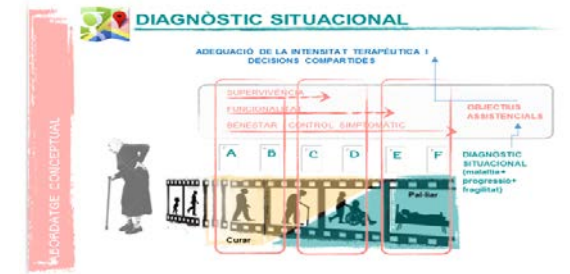 DIAGNÒSTIC SITUACIONAL
ADEQUACIÓ DE LA INTENSITAT TERAPÈUTICA I
DECISIONS COMPARTIDES
SUPERVIVÈNCIA
FUNCIONALITAT
BENESTAR - CONTROL SIMPTOMÀTIC
OBJECTIUS
ASSISTENCIALS
A B C D E F
DIAGNÒSTIC
SITUACIONAL
(malaltia+
progressió+
fragilitat)
Pal·liar
Curar
ABORDATGE CONCEPTUAL